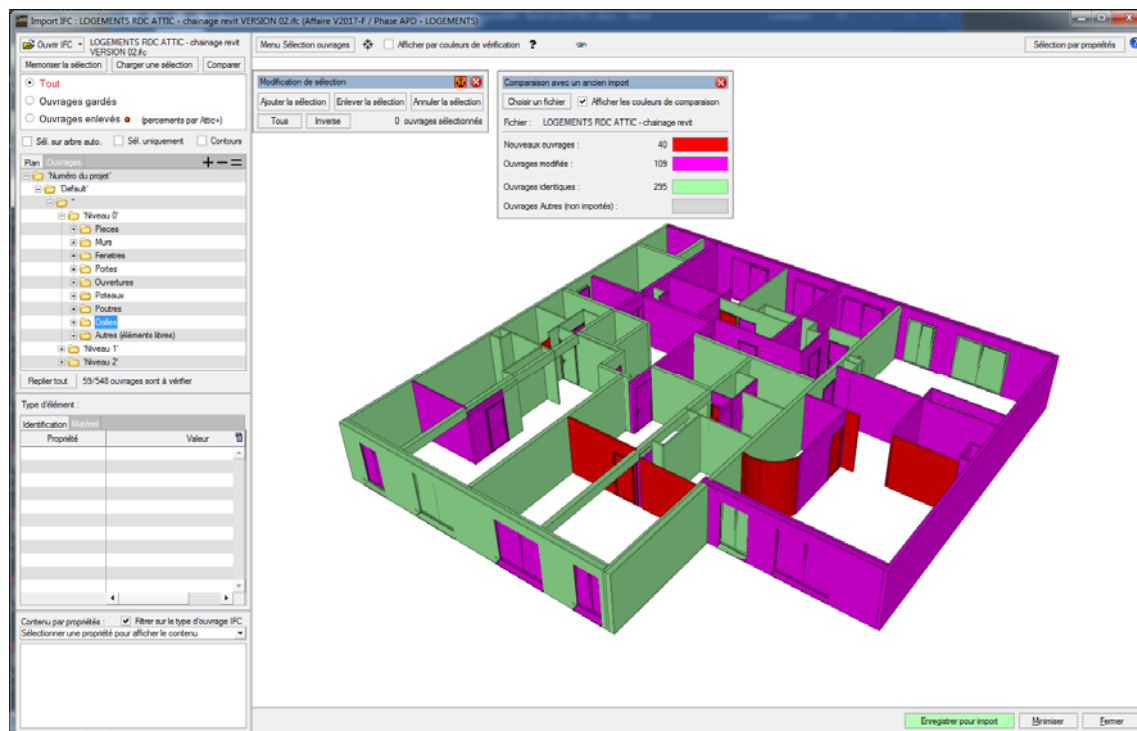 Import IFC : LOGEMENTS RDC ATTIC - chainage revit VERSION 02.ifc (Affaire V2017-F / Phase APD - LOGEMENTS)
Ouvrir IFC
LOGEMENTS RDC ATTIC - chainage revit
VERSION 02.ifc
Menu Sélection ouvrages
Afficher par couleurs de vérification
?
Sélection par propriétés
Memoriser la sélection
Charger une sélection
Comparer
Tout
Ouvrages gardés
Ouvrages enlevés
(percements par Attic+)
Sél. sur arbre auto.
Sél. uniquement
Contours
Plan
Ouvrages
'Numéro du projet'
'Default'
''
'Niveau 0'
Pieces
Murs
Fenetres
Portes
Ouvertures
Poteaux
Poutres
Dalles
Autres (éléments libres)
'Niveau 1'
'Niveau 2'
Replier tout
59/548 ouvrages sont à vérifier
Type d'élément :
Identification
Matériel
Propriété
Valeur
Contenu par propriétés :
Filtrer sur le type d'ouvrage IFC
Sélectionner une propriété pour afficher le contenu
Modification de sélection
Ajouter la sélection
Enlever la sélection
Annuler la sélection
Tous
Inverse
0 ouvrages sélectionnés
Comparaison avec un ancien import
Choisir un fichier
Afficher les couleurs de comparaison
Fichier : LOGEMENTS RDC ATTIC - chainage revit
Nouveaux ouvrages : 40
Ouvrages modifiés : 109
Ouvrages identiques : 295
Ouvrages Autres (non importés) :
Enregistrer pour import
Minimiser
Fermer